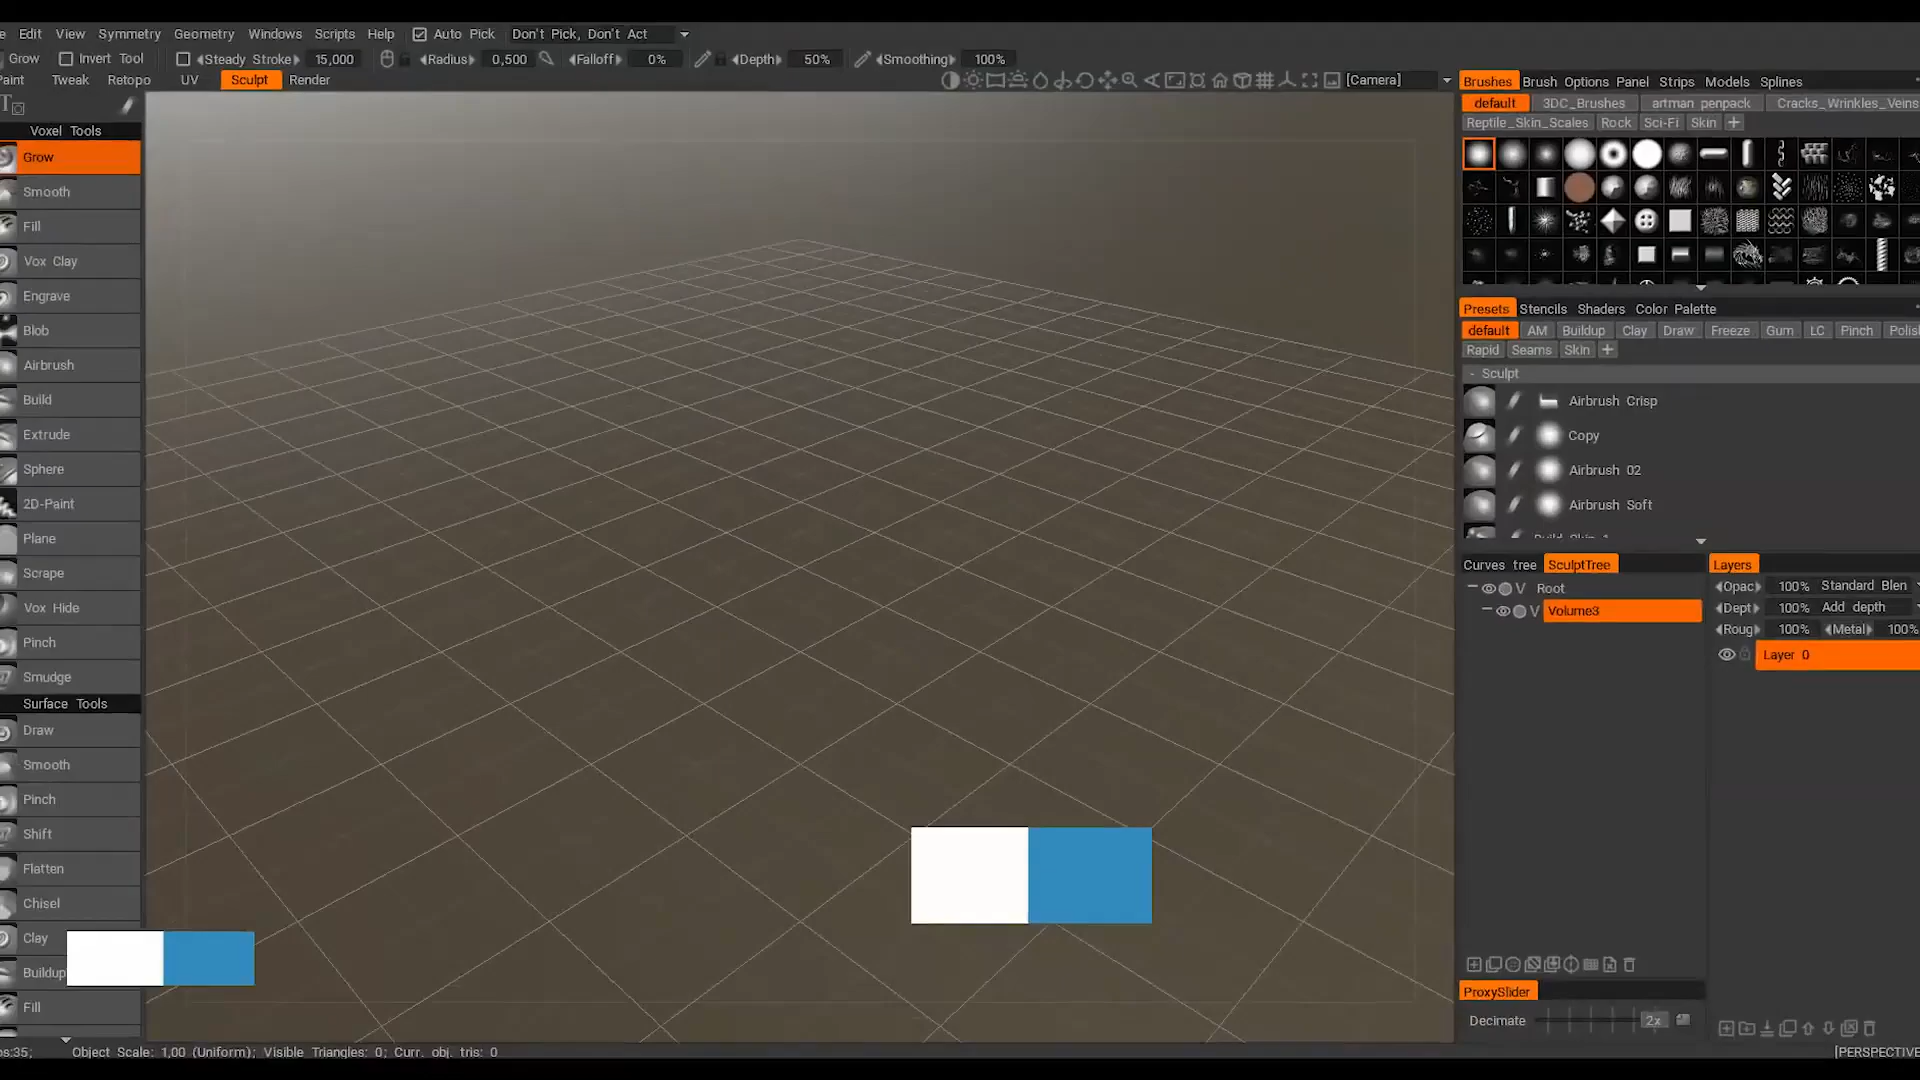 Edit View Symmetry Geometry Windows Scripts Help Auto Pick Don't Pick, Don't Act
Grow Invert Tool Steady Stroke 15,000 Radius 0,500 Falloff 0% Depth 50% Smoothing 100%
Tweak Retopo UV Sculpt Render
[Camera]
Voxel Tools
Grow
Smooth
Fill
Vox Clay
Engrave
Blob
Airbrush
Build
Extrude
Sphere
2D-Paint
Plane
Scrape
Vox Hide
Pinch
Smudge
Surface Tools
Draw
Smooth
Pinch
Shift
Flatten
Chisel
Clay
Buildup
Fill
Brushes Brush Options Panel Strips Models Splines
default 3DC_Brushes artman penpack Cracks_Wrinkles_Veins
Reptile_Skin_Scales Rock Sci-Fi Skin +
Presets Stencils Shaders Color Palette
default AM Buildup Clay Draw Freeze Gum LC Pinch Polis
Rapid Seams Skin +
- Sculpt
Airbrush Crisp
Copy
Airbrush 02
Airbrush Soft
Curves tree SculptTree
V Root
V Volume3
Layers
Opac 100% Standard Blen
Dept 100% Add depth
Roug 100% Metal 100%
Layer 0
ProxySlider
Decimate 2x
ps:35; Object Scale: 1,00 (Uniform); Visible Triangles: 0; Curr. obj. tris: 0
[PERSPECTIVE